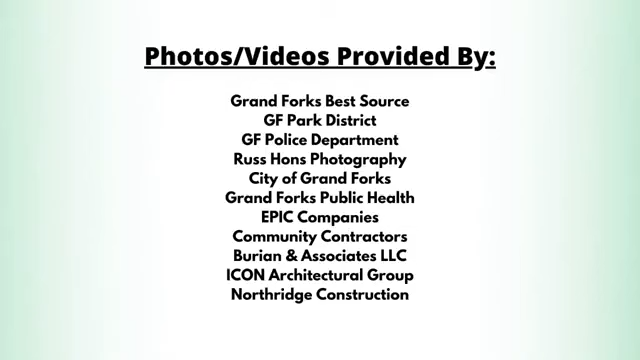 Photos/Videos Provided By:
Grand Forks Best Source
GF Park District
GF Police Department
Russ Hons Photography
City of Grand Forks
Grand Forks Public Health
EPIC Companies
Community Contractors
Burian & Associates LLC
ICON Architectural Group
Northridge Construction